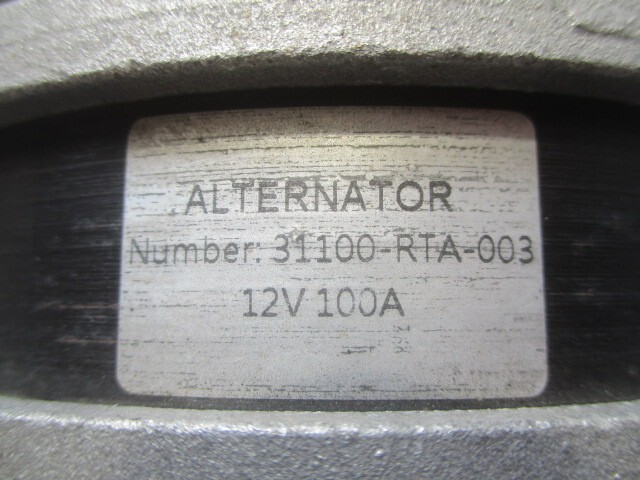 ALTERNATOR
Number: 31100-RTA-003
12V 100A